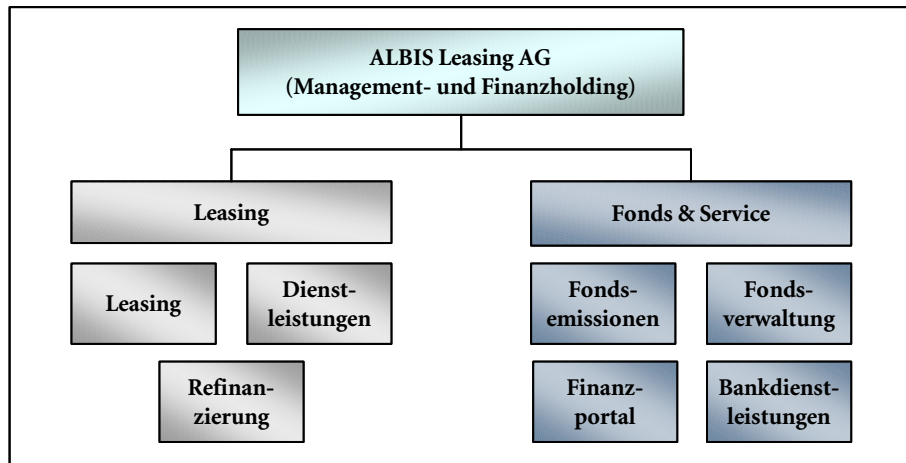 ALBIS Leasing AG
(Management- und Finanzholding)
Leasing
Fonds & Service
Leasing
Dienst-
leistungen
Refinan-
zierung
Fonds-
emissionen
Fonds-
verwaltung
Finanz-
portal
Bankdienst-
leistungen